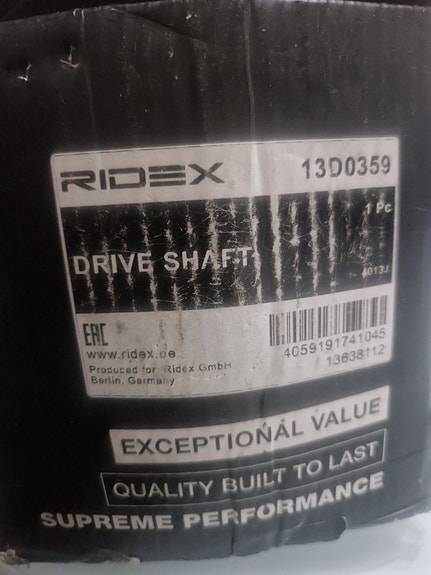 RIDEX 13D0359
1 Pc
DRIVE SHAFT
4013J
EAC
www.ridex.de
4059191741045
Produced for Ridex GmbH
13638112
Berlin, Germany
EXCEPTIONAL VALUE
QUALITY BUILT TO LAST
SUPREME PERFORMANCE